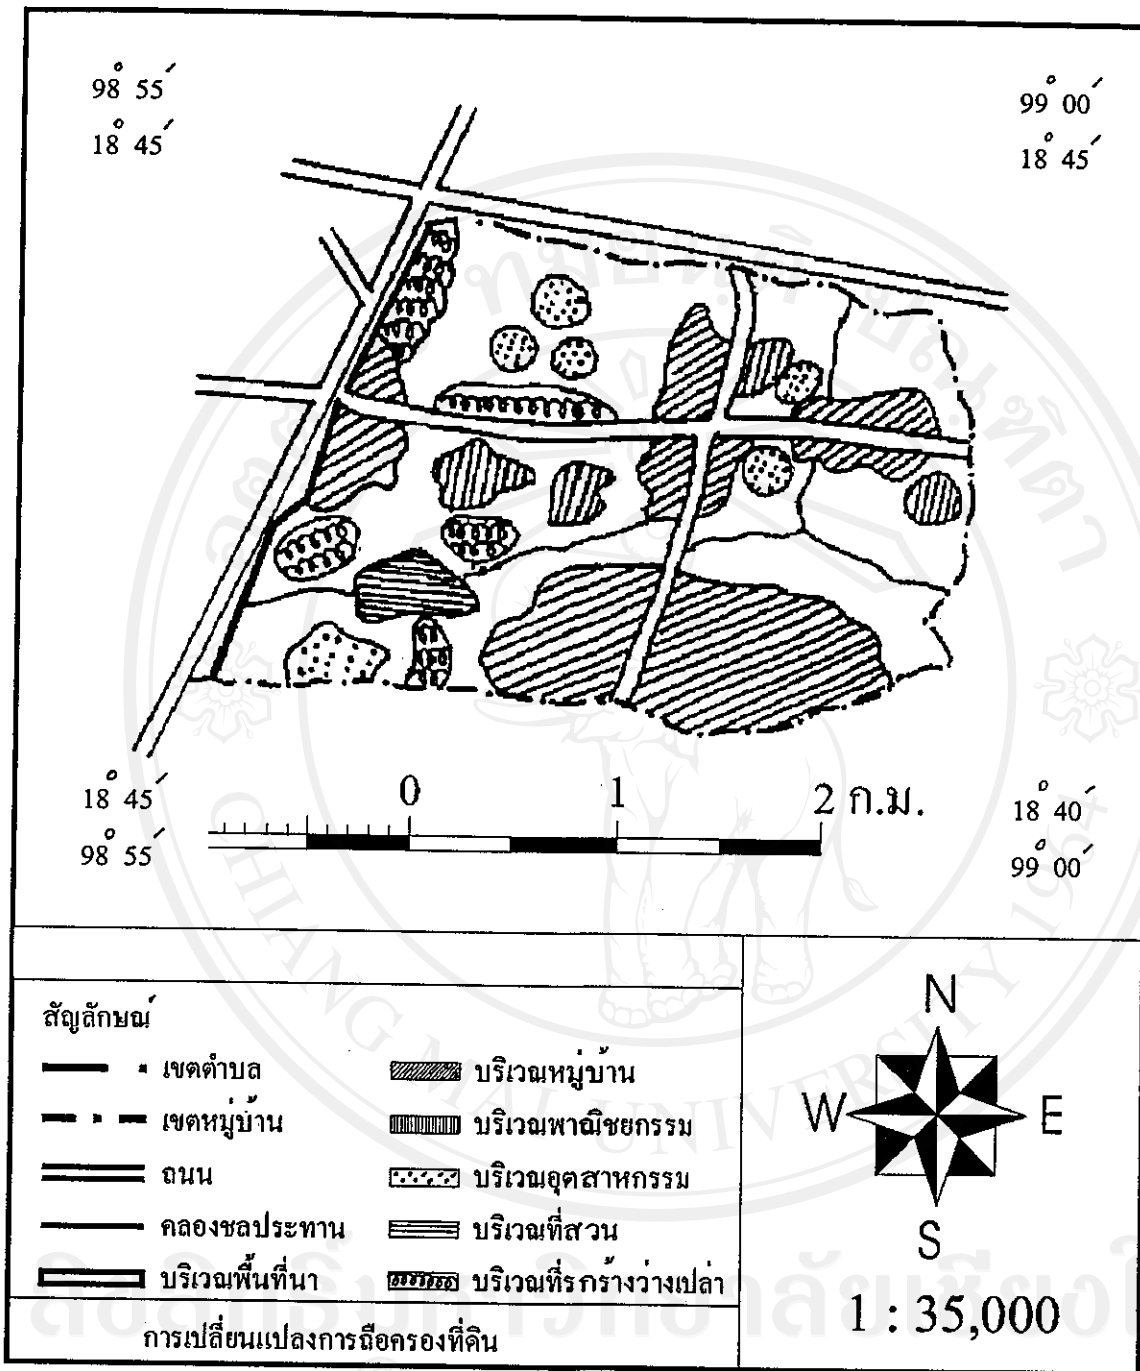 98° 55′
18° 45′
99° 00′
18° 45′
0 1 2 ก.ม.
18° 45′
98° 55′
18° 40′
99° 00′
สัญลักษณ์
เขตตำบล
เขตหมู่บ้าน
ถนน
คลองชลประทาน
บริเวณพื้นที่นา
บริเวณหมู่บ้าน
บริเวณพาณิชยกรรม
บริเวณอุตสาหกรรม
บริเวณที่สวน
บริเวณที่รกร้างว่างเปล่า
การเปลี่ยนแปลงการถือครองที่ดิน
N
W E
S
1 : 35,000
CHIANG MAI UNIVERSITY 1964